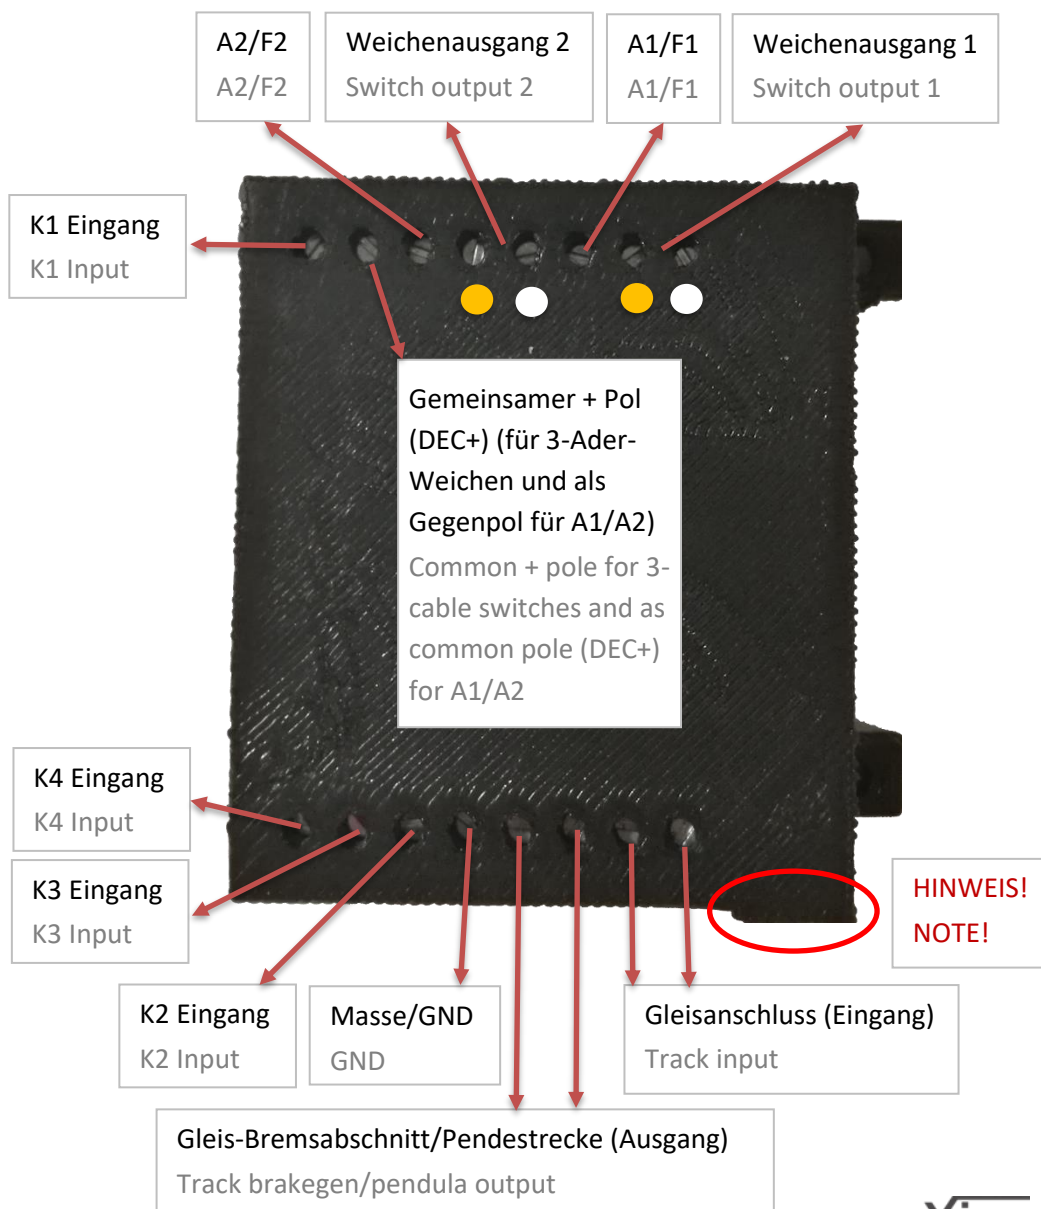 A2/F2
A2/F2
Weichenausgang 2
Switch output 2
A1/F1
A1/F1
Weichenausgang 1
Switch output 1
K1 Eingang
K1 Input
Gemeinsamer + Pol
(DEC+) (für 3-Ader-
Weichen und als
Gegenpol für A1/A2)
Common + pole for 3-
cable switches and as
common pole (DEC+)
for A1/A2
K4 Eingang
K4 Input
K3 Eingang
K3 Input
HINWEIS!
NOTE!
K2 Eingang
K2 Input
Masse/GND
GND
Gleisanschluss (Eingang)
Track input
Gleis-Bremsabschnitt/Pendestrecke (Ausgang)
Track brakegen/pendula output